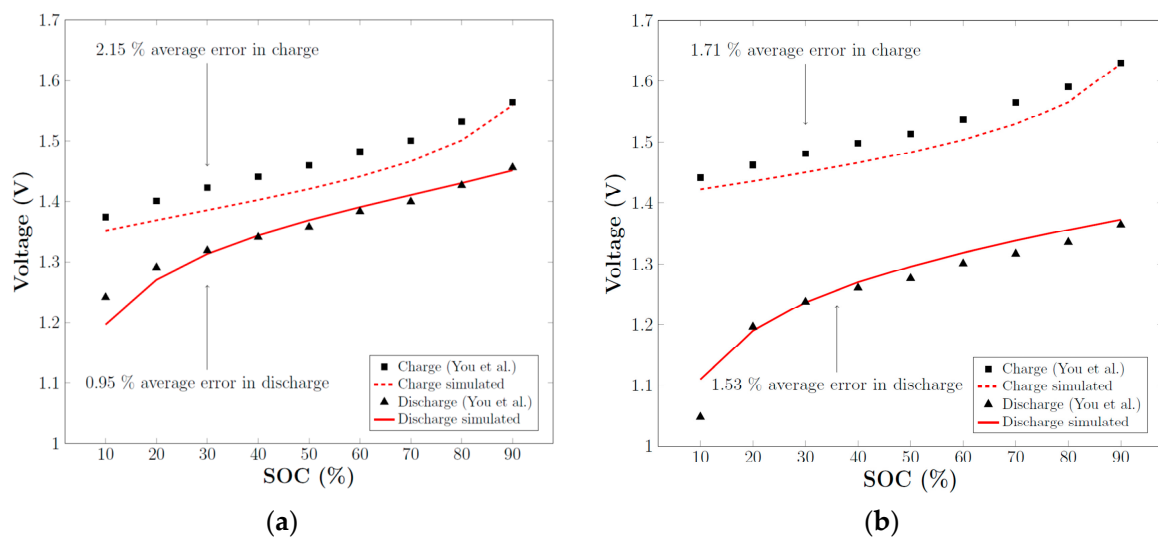 1.7
1.6
1.5
1.4
1.3
1.2
1.1
1
Voltage (V)
2.15 % average error in charge
0.95 % average error in discharge
Charge (You et al.)
Charge simulated
Discharge (You et al.)
Discharge simulated
10 20 30 40 50 60 70 80 90
SOC (%)
(a)
1.7
1.6
1.5
1.4
1.3
1.2
1.1
1
Voltage (V)
1.71 % average error in charge
1.53 % average error in discharge
Charge (You et al.)
Charge simulated
Discharge (You et al.)
Discharge simulated
10 20 30 40 50 60 70 80 90
SOC (%)
(b)